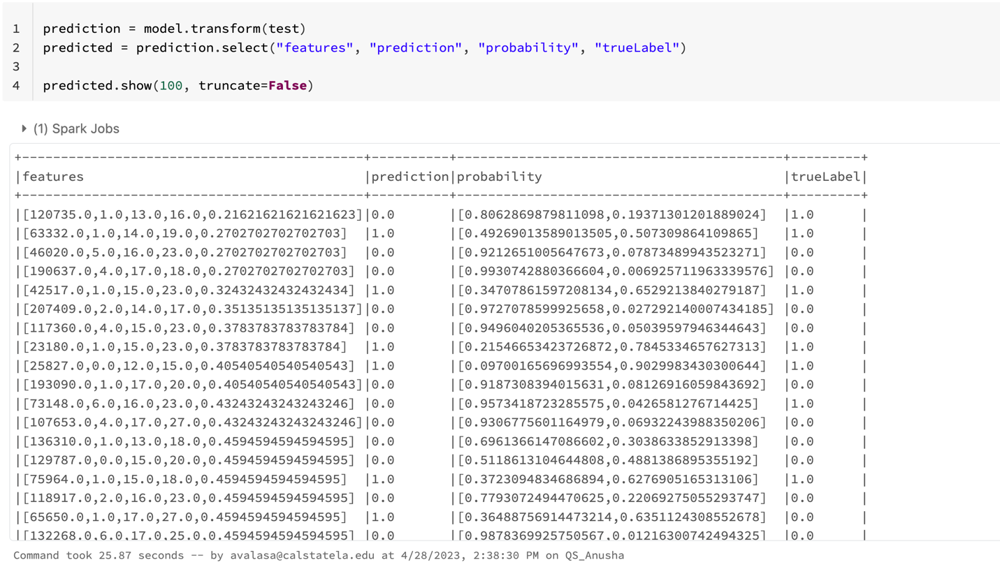 1 prediction = model.transform(test)
2 predicted = prediction.select("features", "prediction", "probability", "trueLabel")
3
4 predicted.show(100, truncate=False)
(1) Spark Jobs
+---------------------------------------------+----------+-------------------------------------------+---------+
|features |prediction|probability |trueLabel|
+---------------------------------------------+----------+-------------------------------------------+---------+
|[120735.0,1.0,13.0,16.0,0.21621621621621623]|0.0 |[0.8062869879811098,0.19371301201889024] |1.0 |
|[63332.0,1.0,14.0,19.0,0.2702702702702703] |1.0 |[0.49269013589013505,0.507309864109865] |1.0 |
|[46020.0,5.0,16.0,23.0,0.2702702702702703] |0.0 |[0.9212651005647673,0.07873489943523271] |0.0 |
|[190637.0,4.0,17.0,18.0,0.2702702702702703] |0.0 |[0.9930742880366604,0.006925711963339576] |0.0 |
|[42517.0,1.0,15.0,23.0,0.32432432432432434] |1.0 |[0.34707861597208134,0.6529213840279187] |1.0 |
|[207409.0,2.0,14.0,17.0,0.35135135135135137]|0.0 |[0.9727078599925658,0.027292140007434185] |0.0 |
|[117360.0,4.0,15.0,23.0,0.3783783783783784] |0.0 |[0.9496040205365536,0.05039597946344643] |0.0 |
|[23180.0,1.0,15.0,23.0,0.3783783783783784] |1.0 |[0.21546653423726872,0.7845334657627313] |1.0 |
|[25827.0,0.0,12.0,15.0,0.40540540540540543] |1.0 |[0.09700165696993554,0.9029983430300644] |1.0 |
|[193090.0,1.0,17.0,20.0,0.40540540540540543]|0.0 |[0.9187308394015631,0.08126916059843692] |0.0 |
|[73148.0,6.0,16.0,23.0,0.43243243243243246] |0.0 |[0.9573418723285575,0.0426581276714425] |1.0 |
|[107653.0,4.0,17.0,27.0,0.43243243243243246]|0.0 |[0.9306775601164979,0.06932243988350206] |0.0 |
|[136310.0,1.0,13.0,18.0,0.4594594594594595] |0.0 |[0.6961366147086602,0.3038633852913398] |0.0 |
|[129787.0,0.0,15.0,20.0,0.4594594594594595] |0.0 |[0.5118613104644808,0.4881386895355192] |0.0 |
|[75964.0,1.0,15.0,18.0,0.4594594594594595] |1.0 |[0.3723094834686894,0.6276905165313106] |1.0 |
|[118917.0,2.0,16.0,23.0,0.4594594594594595] |0.0 |[0.7793072494470625,0.22069275055293747] |0.0 |
|[65650.0,1.0,17.0,27.0,0.4594594594594595] |1.0 |[0.36488756914473214,0.6351124308552678] |0.0 |
|[132268.0,6.0,17.0,25.0,0.4594594594594595] |0.0 |[0.9878369925750567,0.01216300742494325] |0.0 |
Command took 25.87 seconds -- by avalasa@calstatela.edu at 4/28/2023, 2:38:30 PM on QS_Anusha